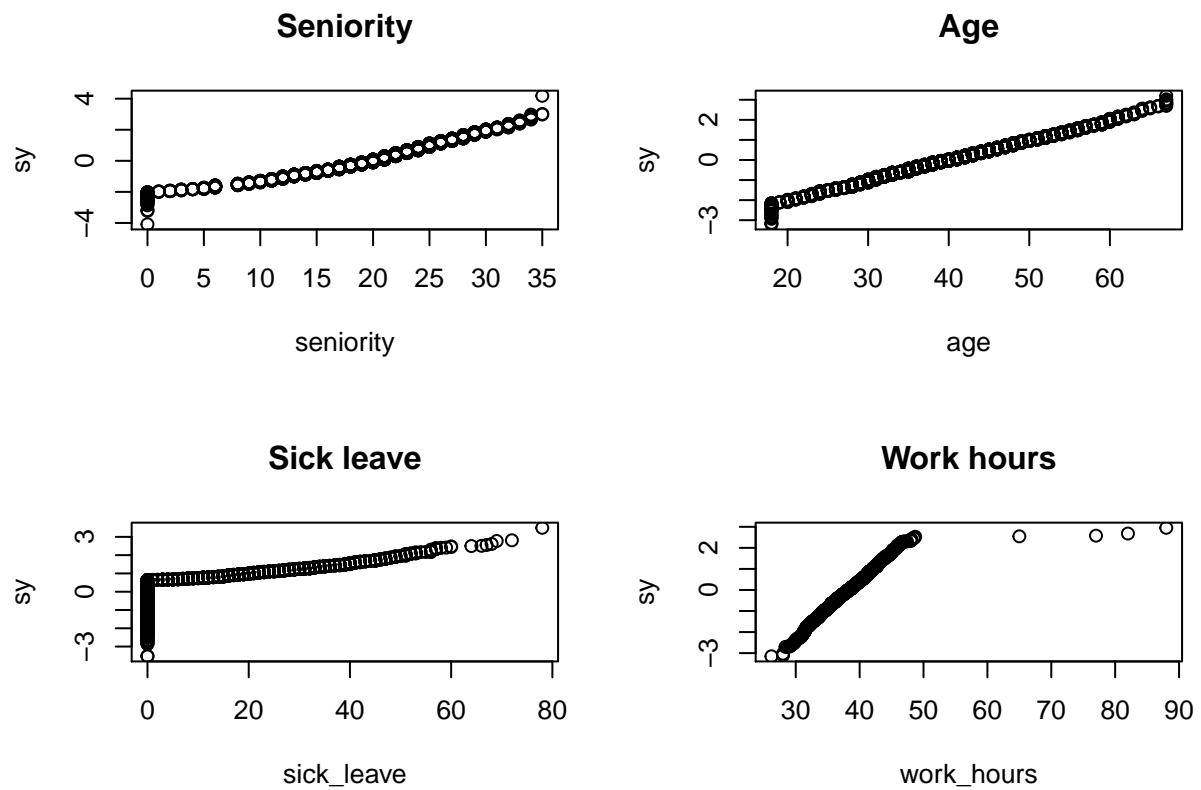 Seniority
sy
4
0
−4
0 5 10 15 20 25 30 35
seniority
Age
sy
2
0
−3
20 30 40 50 60
age
Sick leave
sy
3
0
−3
0 20 40 60 80
sick_leave
Work hours
sy
2
0
−3
30 40 50 60 70 80 90
work_hours